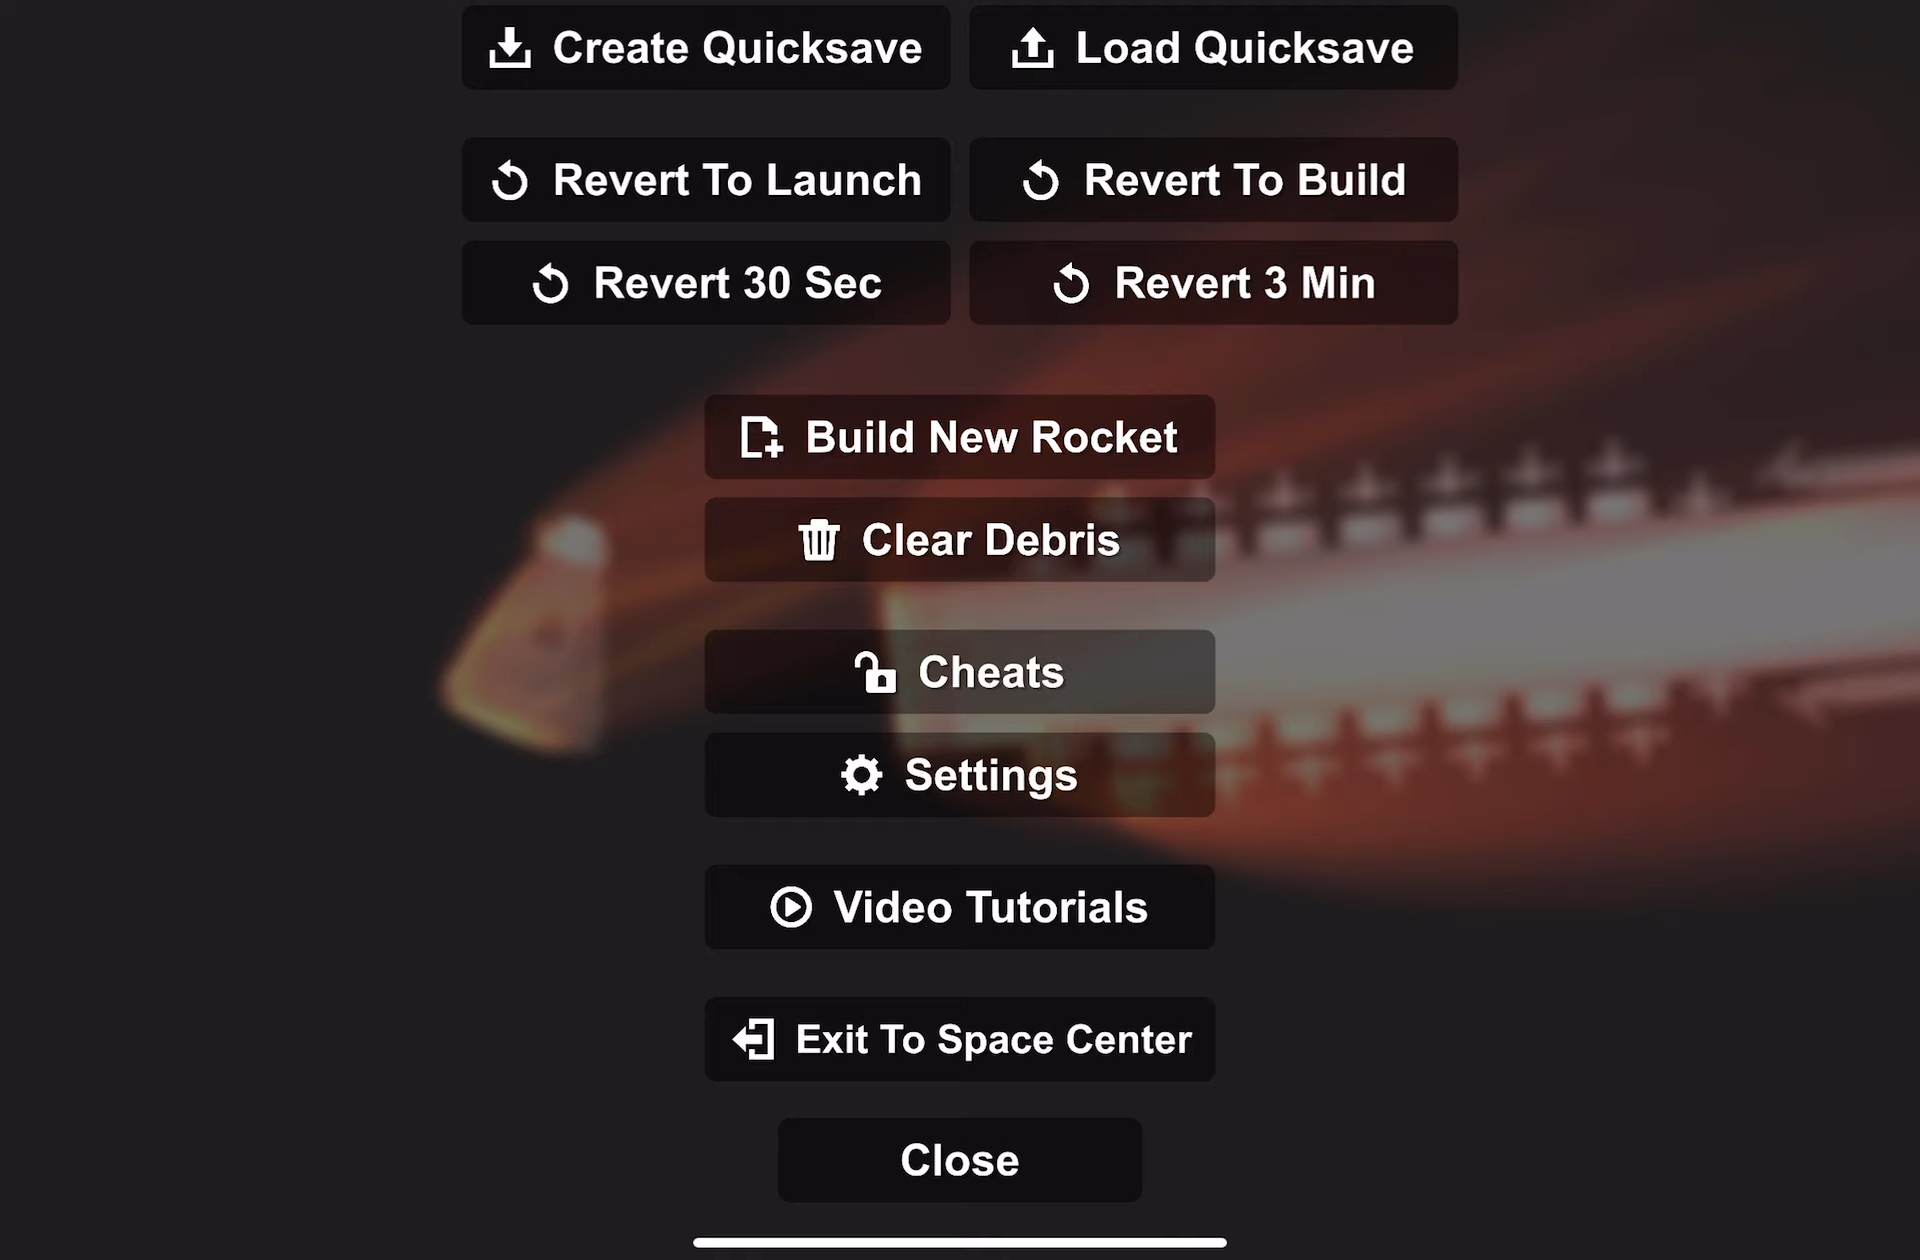 Create Quicksave
Load Quicksave
Revert To Launch
Revert To Build
Revert 30 Sec
Revert 3 Min
Build New Rocket
Clear Debris
Cheats
Settings
Video Tutorials
Exit To Space Center
Close